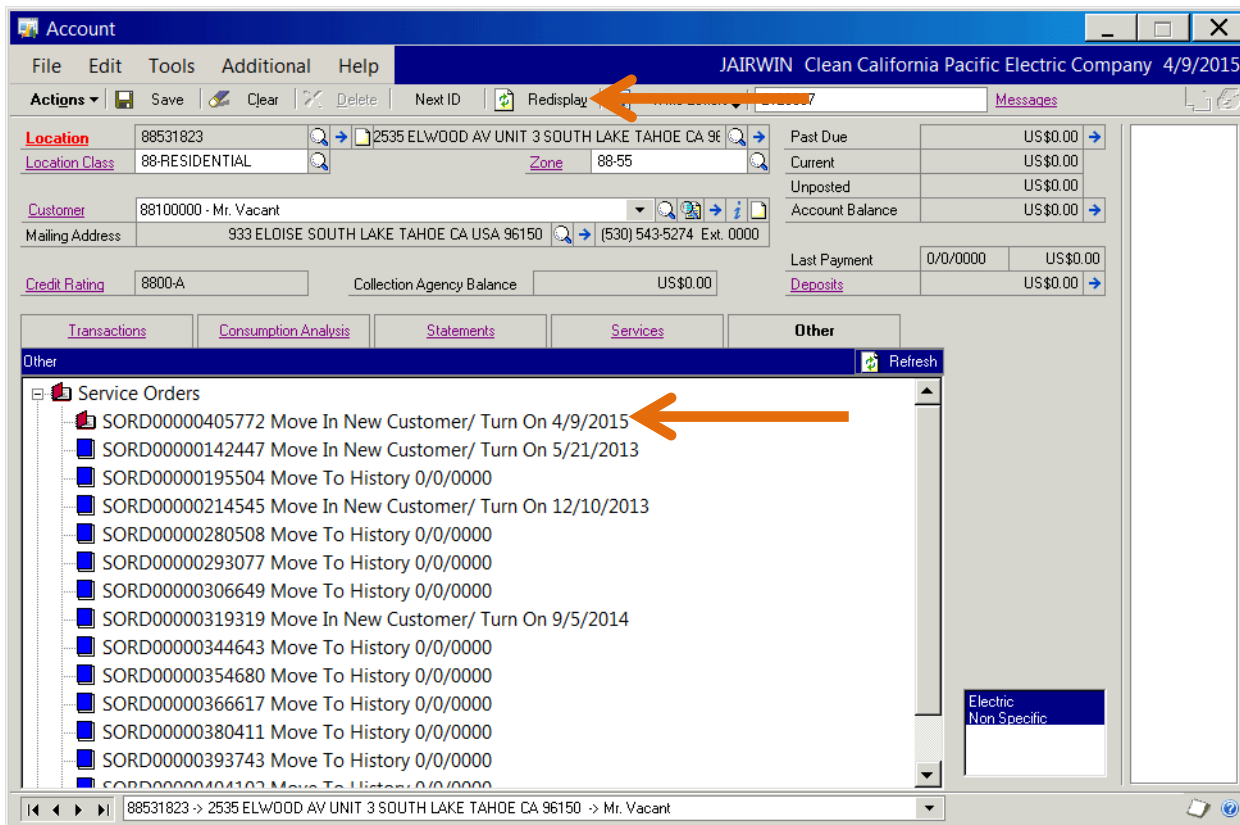 Account
File Edit Tools Additional Help JAIRWIN Clean California Pacific Electric Company 4/9/2015
Actions Save Clear Delete Next ID Redisplay Messages
Location 88531823 2535 ELWOOD AV UNIT 3 SOUTH LAKE TAHOE CA 96 Past Due US$0.00
Location Class 88-RESIDENTIAL Zone 88-55 Current US$0.00
Unposted US$0.00
Customer 88100000 - Mr. Vacant Account Balance US$0.00
Mailing Address 933 ELOISE SOUTH LAKE TAHOE CA USA 96150 (530) 543-5274 Ext. 0000
Last Payment 0/0/0000 US$0.00
Credit Rating 8800-A Collection Agency Balance US$0.00 Deposits US$0.00
Transactions Consumption Analysis Statements Services Other
Other Refresh
Service Orders
SORD00000405772 Move In New Customer/ Turn On 4/9/2015
SORD00000142447 Move In New Customer/ Turn On 5/21/2013
SORD00000195504 Move To History 0/0/0000
SORD00000214545 Move In New Customer/ Turn On 12/10/2013
SORD00000280508 Move To History 0/0/0000
SORD00000293077 Move To History 0/0/0000
SORD00000306649 Move To History 0/0/0000
SORD00000319319 Move In New Customer/ Turn On 9/5/2014
SORD00000344643 Move To History 0/0/0000
SORD00000354680 Move To History 0/0/0000
SORD00000366617 Move To History 0/0/0000
SORD00000380411 Move To History 0/0/0000
SORD00000393743 Move To History 0/0/0000
SORD00000404102 Move To History 0/0/0000
Electric
Non Specific
88531823 -> 2535 ELWOOD AV UNIT 3 SOUTH LAKE TAHOE CA 96150 -> Mr. Vacant